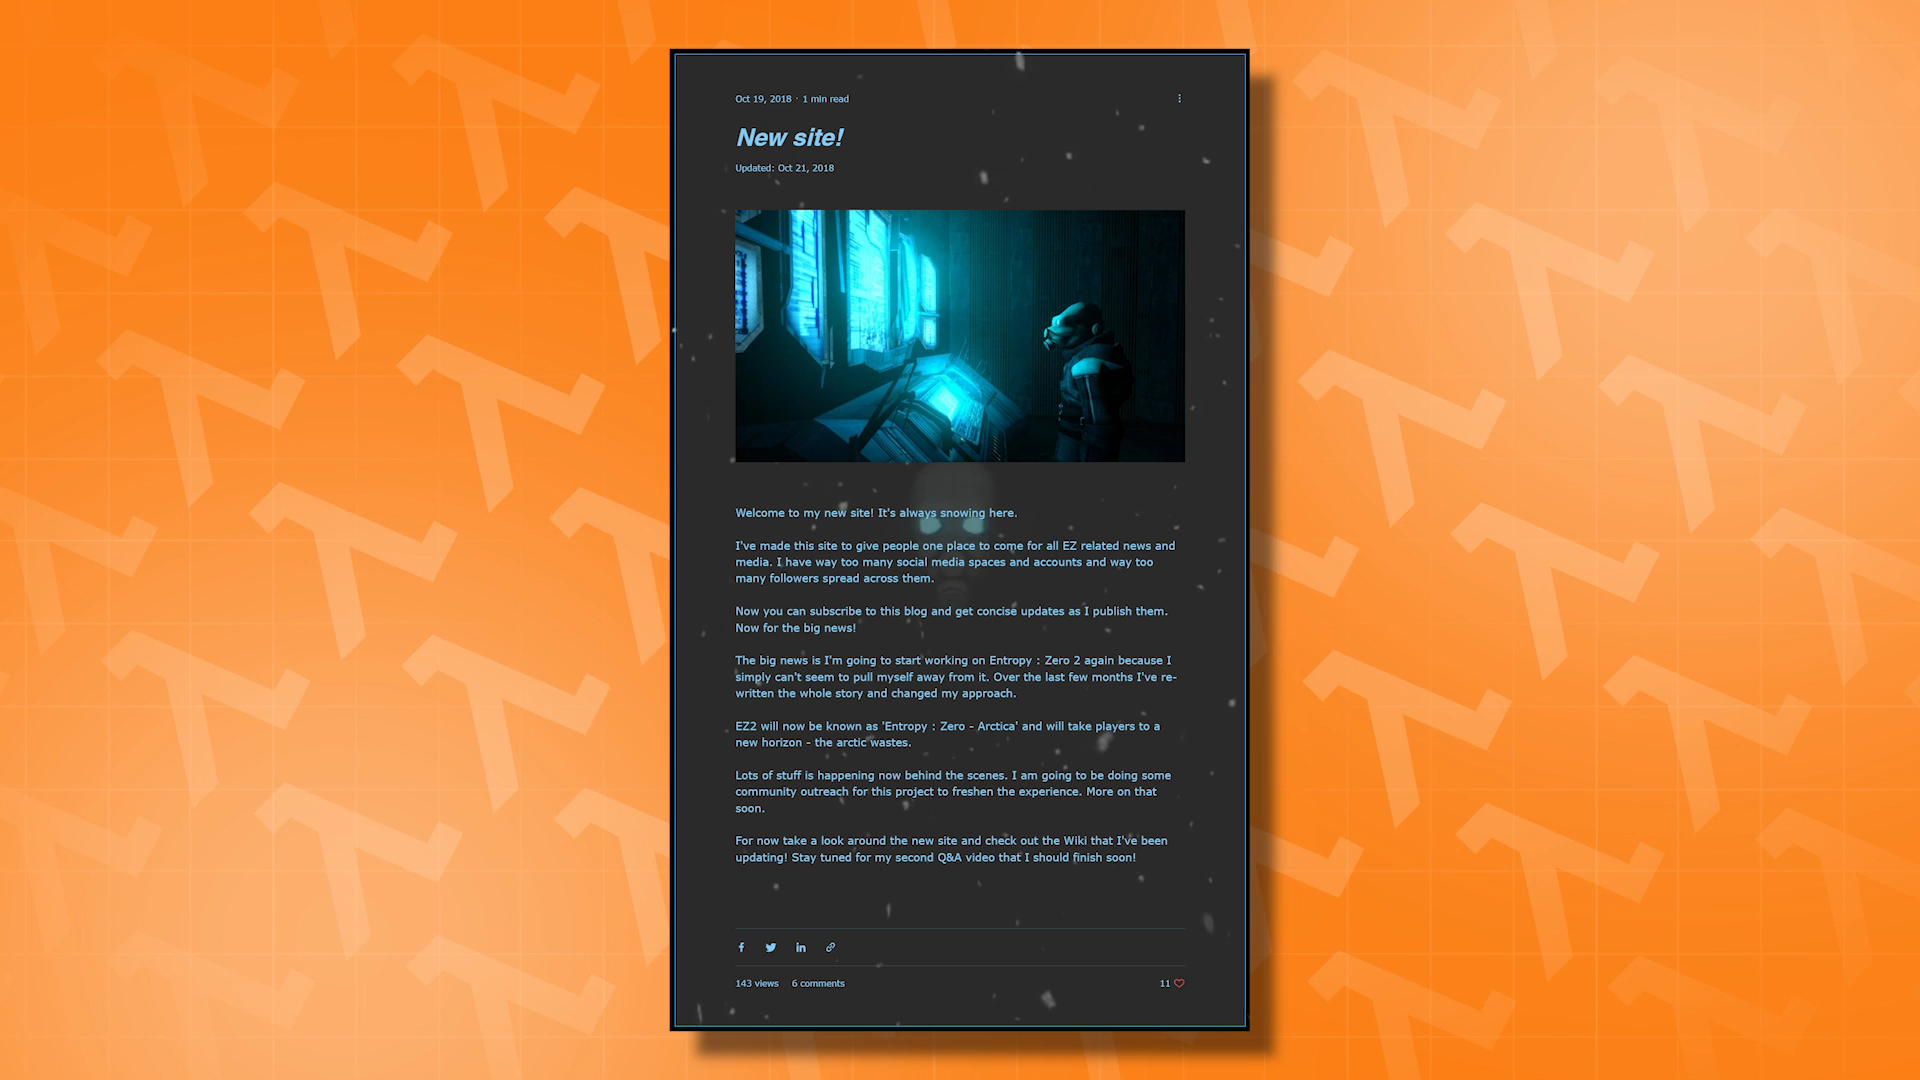 Oct 19, 2018 · 1 min read
New site!
Updated: Oct 21, 2018
Welcome to my new site! It's always snowing here.
I've made this site to give people one place to come for all EZ related news and
media. I have way too many social media spaces and accounts and way too
many followers spread across them.
Now you can subscribe to this blog and get concise updates as I publish them.
Now for the big news!
The big news is I'm going to start working on Entropy : Zero 2 again because I
simply can't seem to pull myself away from it. Over the last few months I've re-
written the whole story and changed my approach.
EZ2 will now be known as 'Entropy : Zero - Arctica' and will take players to a
new horizon - the arctic wastes.
Lots of stuff is happening now behind the scenes. I am going to be doing some
community outreach for this project to freshen the experience. More on that
soon.
For now take a look around the new site and check out the Wiki that I've been
updating! Stay tuned for my second Q&A video that I should finish soon!
143 views 6 comments 11